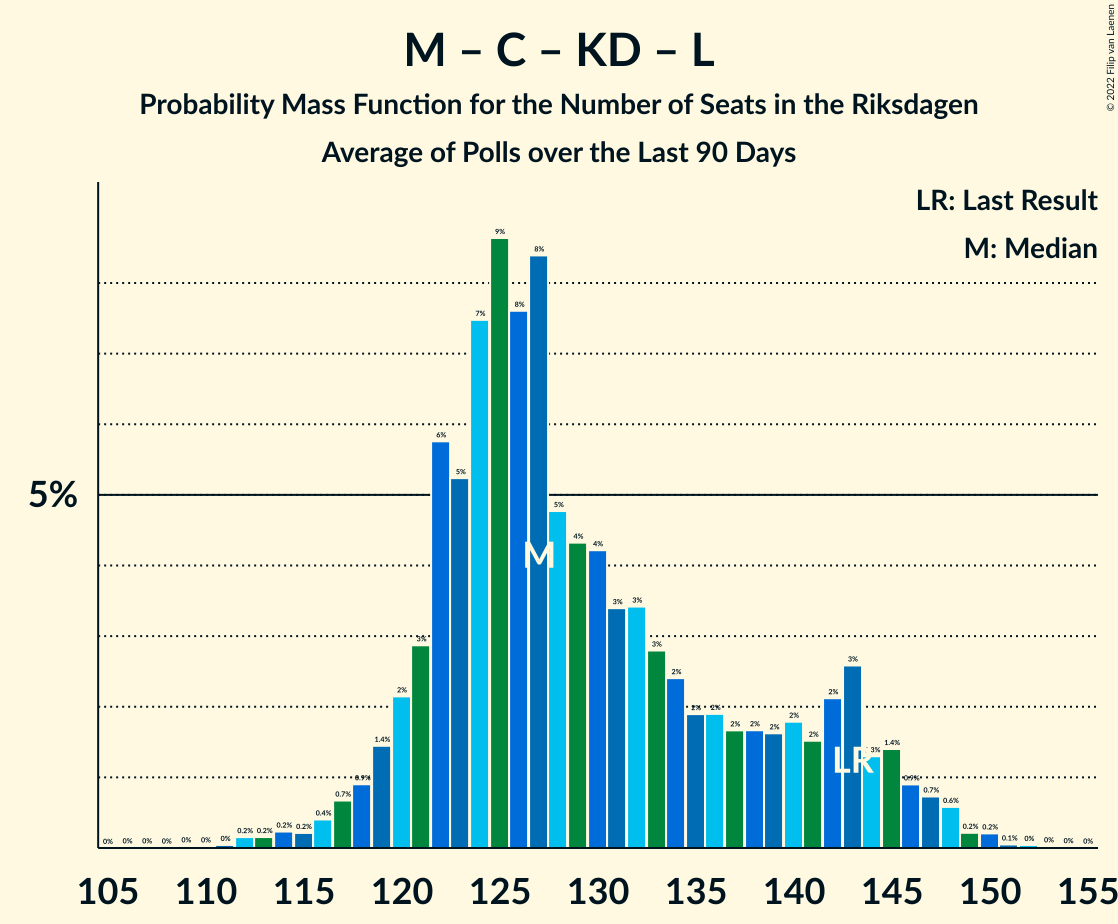 © 2022 Filip van Laenen
M – C – KD – L
Probability Mass Function for the Number of Seats in the Riksdagen
Average of Polls over the Last 90 Days
LR: Last Result
M: Median
5%
0% 0% 0% 0% 0% 0% 0% 0.2% 0.2% 0.2% 0.2% 0.4% 0.7% 0.9% 1.4% 2% 3% 6% 5% 7% 9% 8% 8% 5% 4% 4% 3% 3% 3% 2% 2% 2% 2% 2% 2% 2% 2% 2% 3% 3% 1.4% 0.9% 0.7% 0.6% 0.2% 0.2% 0.1% 0% 0% 0% 0%
M
LR
105 110 115 120 125 130 135 140 145 150 155